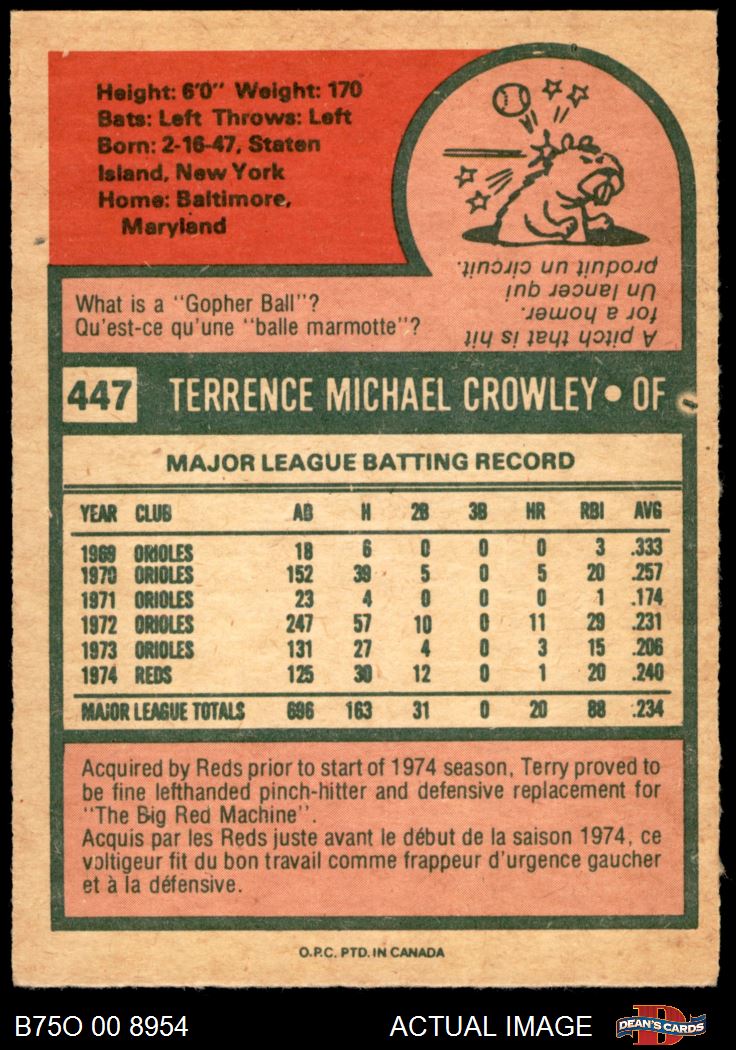 Height: 6'0" Weight: 170
Bats: Left Throws: Left
Born: 2-16-47, Staten
Island, New York
Home: Baltimore,
Maryland
What is a "Gopher Ball"?
Qu'est-ce qu'une "balle marmotte"?
A pitch that is hit
for a homer.
Un lancer qui
produit un circuit.
447 TERRENCE MICHAEL CROWLEY • OF
MAJOR LEAGUE BATTING RECORD
YEAR CLUB AB H 2B 3B HR RBI AVG
1969 ORIOLES 18 6 0 0 0 3 .333
1970 ORIOLES 152 39 5 0 5 20 .257
1971 ORIOLES 23 4 0 0 0 1 .174
1972 ORIOLES 247 57 10 0 11 29 .231
1973 ORIOLES 131 27 4 0 3 15 .206
1974 REDS 125 30 12 0 1 20 .240
MAJOR LEAGUE TOTALS 696 163 31 0 20 88 .234
Acquired by Reds prior to start of 1974 season, Terry proved to
be fine lefthanded pinch-hitter and defensive replacement for
"The Big Red Machine".
Acquis par les Reds juste avant le début de la saison 1974, ce
voltigeur fit du bon travail comme frappeur d'urgence gaucher
et à la défensive.
O.P.C. PTD. IN CANADA
B75O 00 8954 ACTUAL IMAGE D DEAN'S CARDS